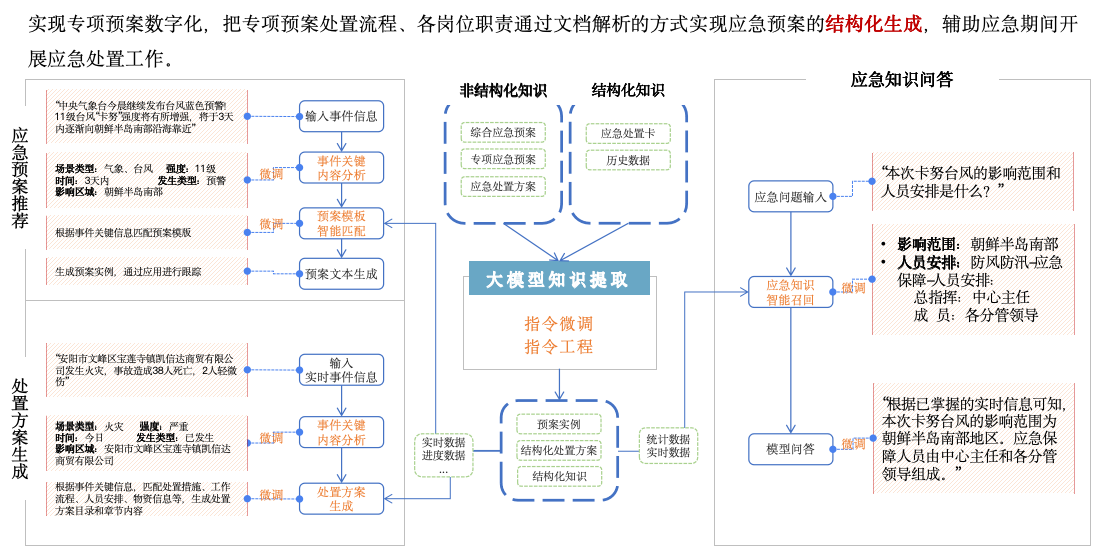 实现专项预案数字化，把专项预案处置流程、各岗位职责通过文档解析的方式实现应急预案的结构化生成，辅助应急期间开
展应急处置工作。
应急预案推荐
“中央气象台今晨继续发布台风蓝色预警!
11级台风“卡努”强度将有所增强，将于3天
内逐渐向朝鲜半岛南部沿海靠近”
输入事件信息
场景类型：气象、台风 强度：11级
时间：3天内 发生类型：预警
影响区域：朝鲜半岛南部
微调
事件关键
内容分析
根据事件关键信息匹配预案模版
微调
预案模板
智能匹配
生成预案实例，通过应用进行跟踪
预案文本生成
处置方案生成
“安阳市文峰区宝莲寺镇凯信达商贸有限公
司发生火灾，事故造成38人死亡，2人轻微
伤”
输入
实时事件信息
场景类型：火灾 强度：严重
时间：今日 发生类型：已发生
影响区域：安阳市文峰区宝莲寺镇凯信达
商贸有限公司
微调
事件关键
内容分析
根据事件关键信息，匹配处置措施、工作
流程、人员安排、物资信息等，生成处置
方案目录和章节内容
微调
处置方案
生成
非结构化知识
综合应急预案
专项应急预案
应急处置方案
结构化知识
应急处置卡
历史数据
大模型知识提取
指令微调
指令工程
预案实例
结构化处置方案
结构化知识
实时数据
进度数据
...
统计数据
实时数据
应急知识问答
应急问题输入
“本次卡努台风的影响范围和
人员安排是什么？”
应急知识
智能召回
微调
• 影响范围：朝鲜半岛南部
• 人员安排：防风防汛-应急
保障-人员安排：
总指挥：中心主任
成 员：各分管领导
模型问答
微调
“根据已掌握的实时信息可知，
本次卡努台风的影响范围为
朝鲜半岛南部地区。应急保
障人员由中心主任和各分管
领导组成。”